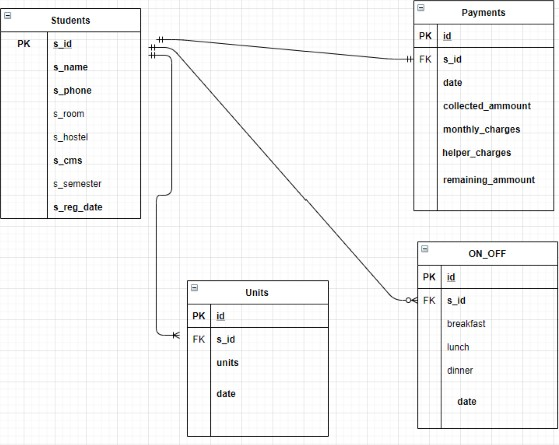 Students
PK s_id
s_name
s_phone
s_room
s_hostel
s_cms
s_semester
s_reg_date
Payments
PK id
FK s_id
date
collected_ammount
monthly_charges
helper_charges
remaining_ammount
Units
PK id
FK s_id
units
date
ON_OFF
PK id
FK s_id
breakfast
lunch
dinner
date